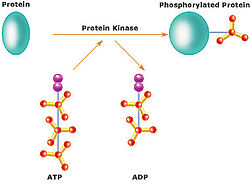 Protein
Phosphorylated Protein
Protein Kinase
ATP
ADP